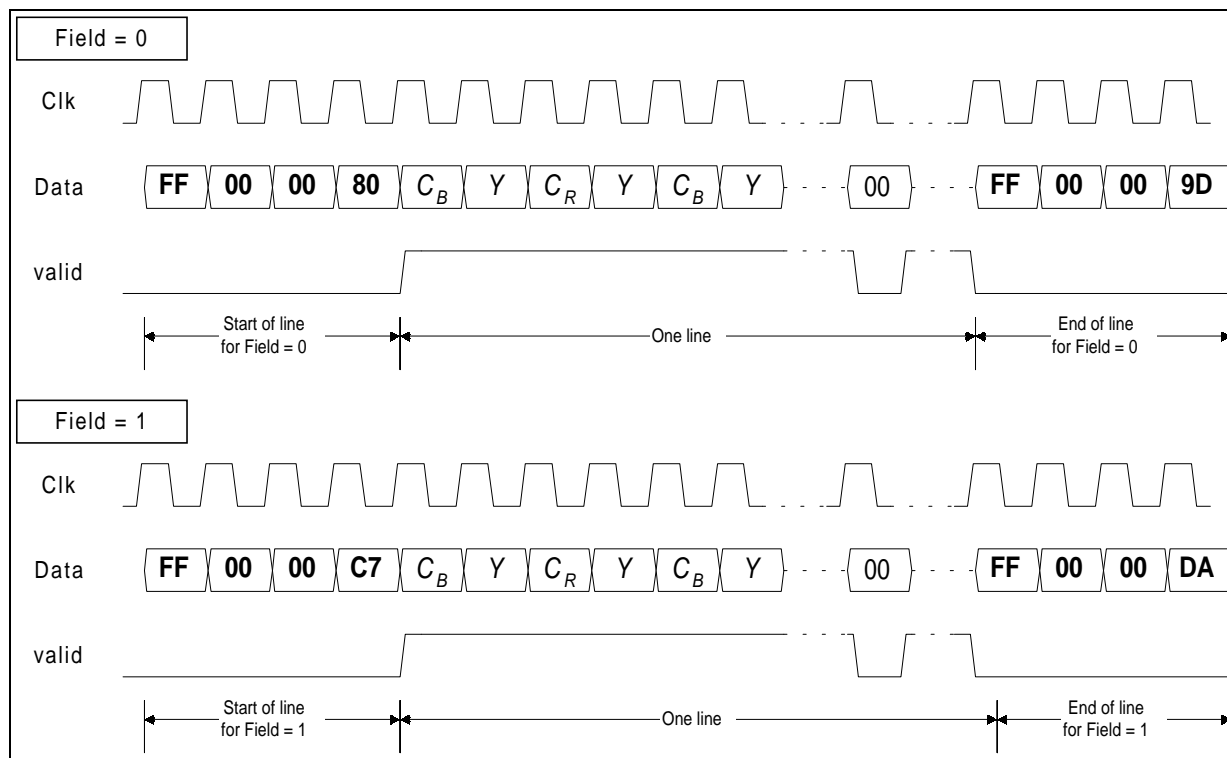 Field = 0
Clk
Data FF 00 00 80 C_B Y C_R Y C_B Y 00 FF 00 00 9D
valid
Start of line One line End of line
for Field = 0 for Field = 0
Field = 1
Clk
Data FF 00 00 C7 C_B Y C_R Y C_B Y 00 FF 00 00 DA
valid
Start of line One line End of line
for Field = 1 for Field = 1